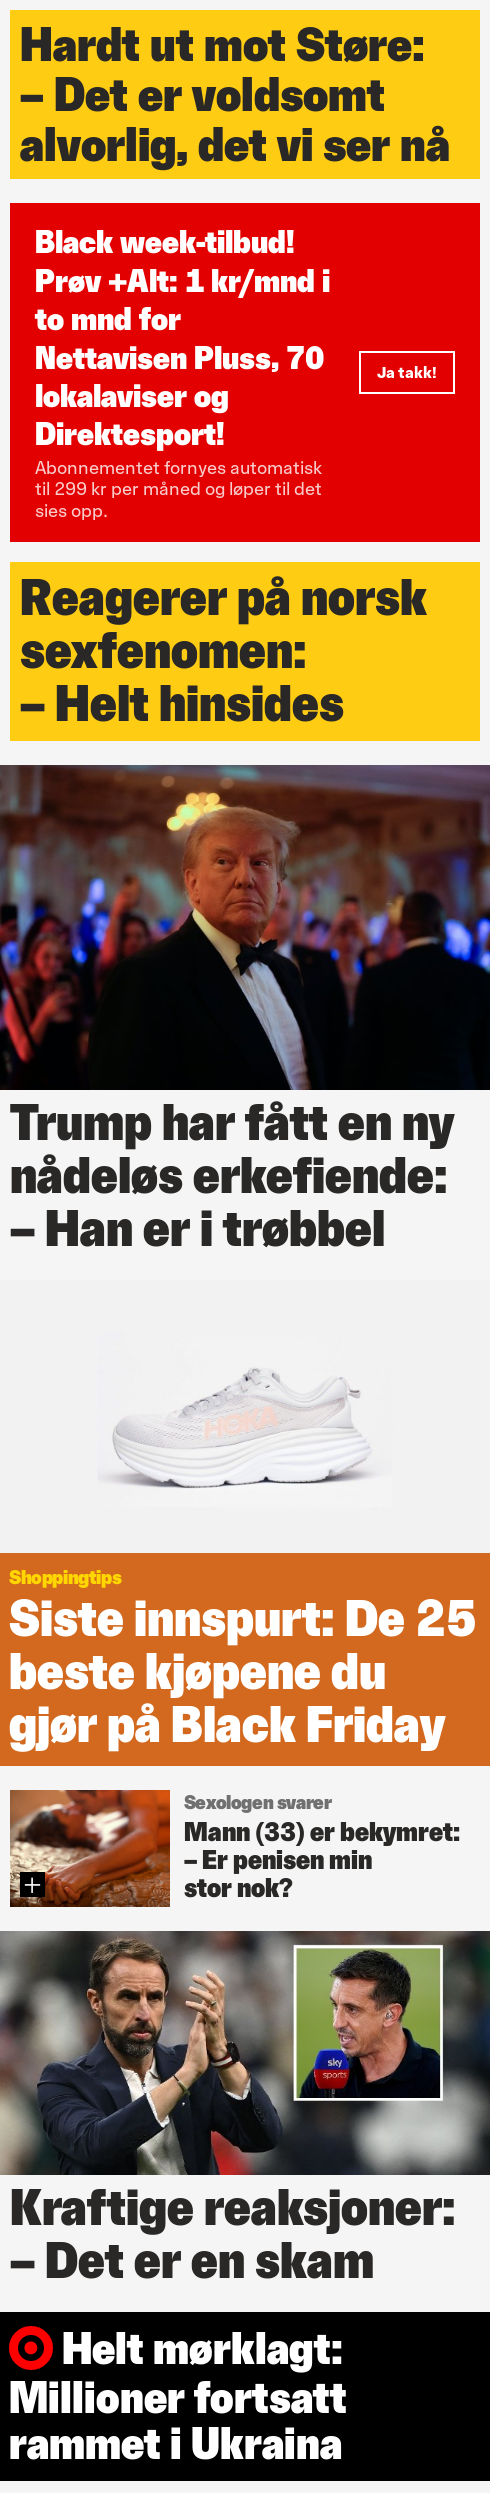 Hardt ut mot Støre:
– Det er voldsomt
alvorlig, det vi ser nå
Black week-tilbud!
Prøv +Alt: 1 kr/mnd i
to mnd for
Nettavisen Pluss, 70
lokalaviser og
Direktesport!
Ja takk!
Abonnementet fornyes automatisk
til 299 kr per måned og løper til det
sies opp.
Reagerer på norsk
sexfenomen:
– Helt hinsides
Trump har fått en ny
nådeløs erkefiende:
– Han er i trøbbel
HOKA
Shoppingtips
Siste innspurt: De 25
beste kjøpene du
gjør på Black Friday
Sexologen svarer
Mann (33) er bekymret:
– Er penisen min
stor nok?
sky
sports
Kraftige reaksjoner:
– Det er en skam
Helt mørklagt:
Millioner fortsatt
rammet i Ukraina